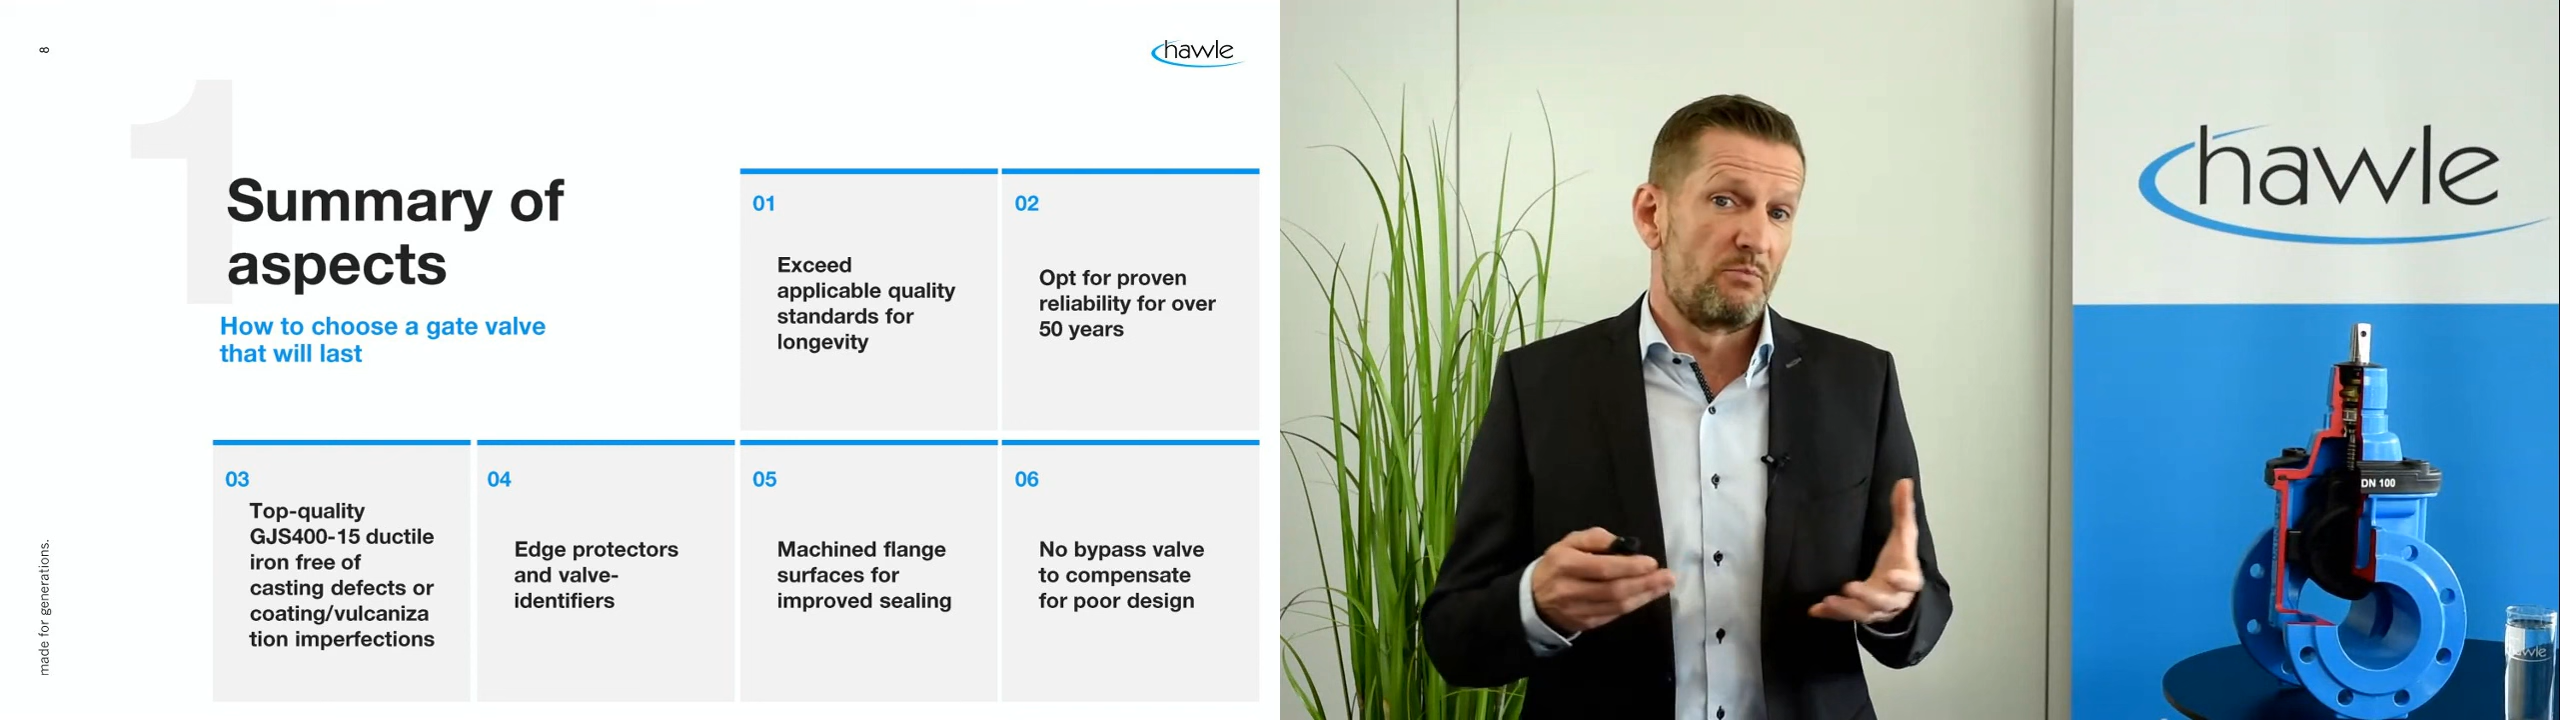 8
hawle
1
Summary of
aspects
How to choose a gate valve
that will last
01
Exceed
applicable quality
standards for
longevity
02
Opt for proven
reliability for over
50 years
03
Top-quality
GJS400-15 ductile
iron free of
casting defects or
coating/vulcaniza
tion imperfections
04
Edge protectors
and valve-
identifiers
05
Machined flange
surfaces for
improved sealing
06
No bypass valve
to compensate
for poor design
made for generations.
hawle
DN 100
hawle